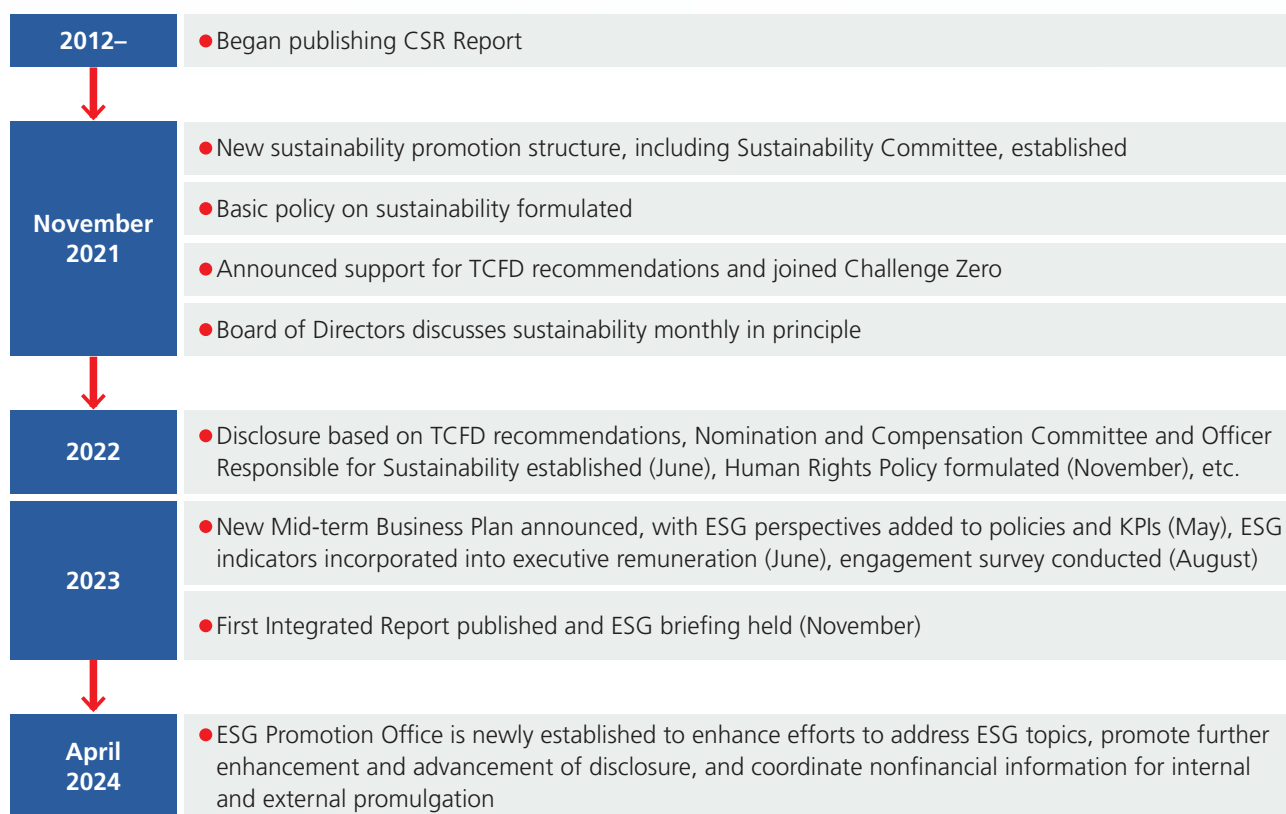 2012–
● Began publishing CSR Report
November
2021
● New sustainability promotion structure, including Sustainability Committee, established
● Basic policy on sustainability formulated
● Announced support for TCFD recommendations and joined Challenge Zero
● Board of Directors discusses sustainability monthly in principle
2022
● Disclosure based on TCFD recommendations, Nomination and Compensation Committee and Officer
Responsible for Sustainability established (June), Human Rights Policy formulated (November), etc.
2023
● New Mid-term Business Plan announced, with ESG perspectives added to policies and KPIs (May), ESG
indicators incorporated into executive remuneration (June), engagement survey conducted (August)
● First Integrated Report published and ESG briefing held (November)
April
2024
● ESG Promotion Office is newly established to enhance efforts to address ESG topics, promote further
enhancement and advancement of disclosure, and coordinate nonfinancial information for internal
and external promulgation